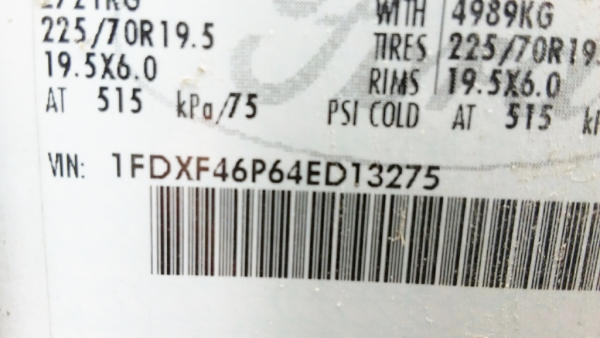 2721KG WITH 4989KG
225/70R19.5 TIRES 225/70R19.
19.5X6.0 RIMS 19.5X6.0
AT 515 kPa/75 PSI COLD AT 515
VIN: 1FDXF46P64ED13275